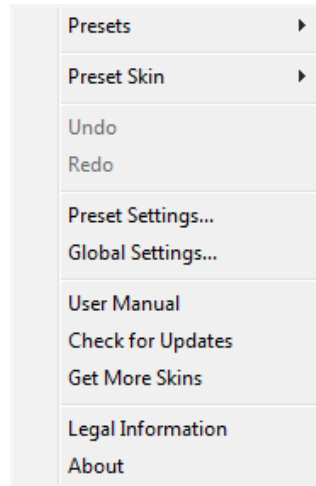 Presets
Preset Skin
Undo
Redo
Preset Settings...
Global Settings...
User Manual
Check for Updates
Get More Skins
Legal Information
About